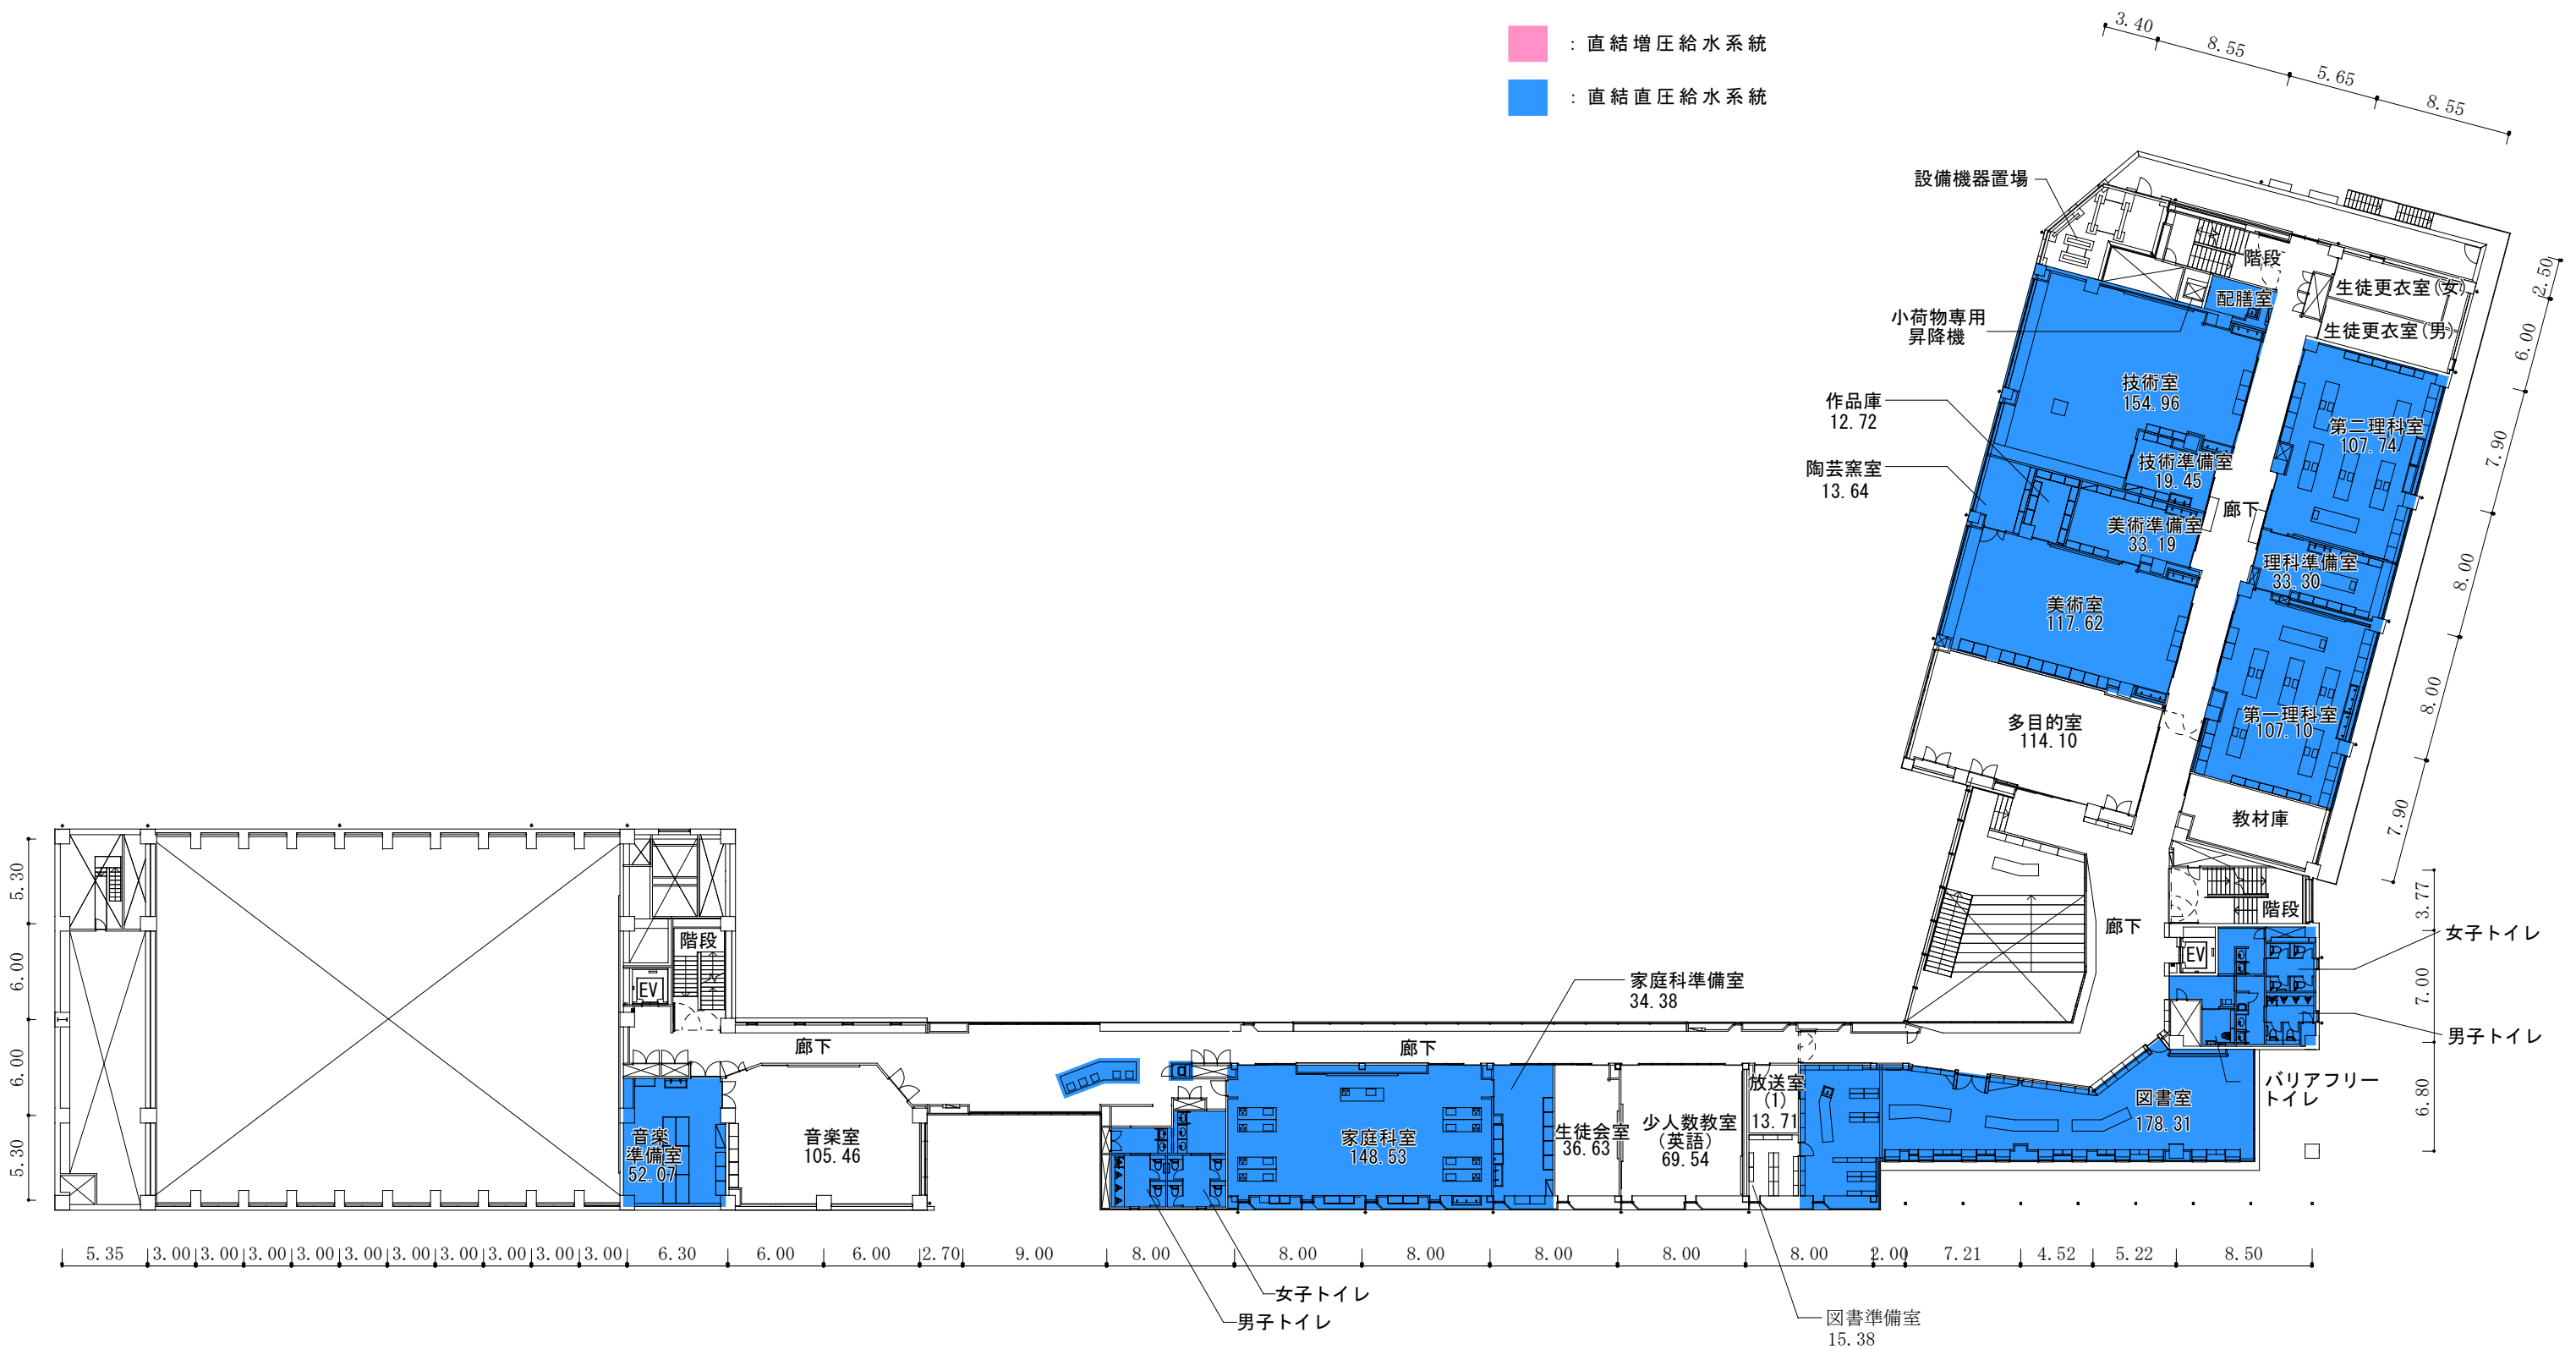 ：直結増圧給水系統
：直結直圧給水系統
3.40
8.55
5.65
8.55
設備機器置場
階段
配膳室
生徒更衣室(女)
生徒更衣室(男)
小荷物専用
昇降機
2.50
6.00
7.90
8.00
8.00
7.90
技術室
154.96
作品庫
12.72
第二理科室
107.74
技術準備室
19.45
陶芸窯室
13.64
廊下
美術準備室
33.19
理科準備室
33.30
美術室
117.62
第一理科室
107.10
多目的室
114.10
教材庫
階段
廊下
EV
女子トイレ
男子トイレ
バリアフリー
トイレ
3.77
7.00
6.80
5.30
6.00
6.00
5.30
階段
EV
廊下
廊下
家庭科準備室
34.38
音楽
準備室
52.07
音楽室
105.46
家庭科室
148.53
生徒会室
36.63
少人数教室
(英語)
69.54
放送室
(1)
13.71
図書室
178.31
5.35
3.00
3.00
3.00
3.00
3.00
3.00
3.00
3.00
3.00
3.00
6.30
6.00
6.00
2.70
9.00
8.00
8.00
8.00
8.00
8.00
8.00
2.00
7.21
4.52
5.22
8.50
女子トイレ
男子トイレ
図書準備室
15.38